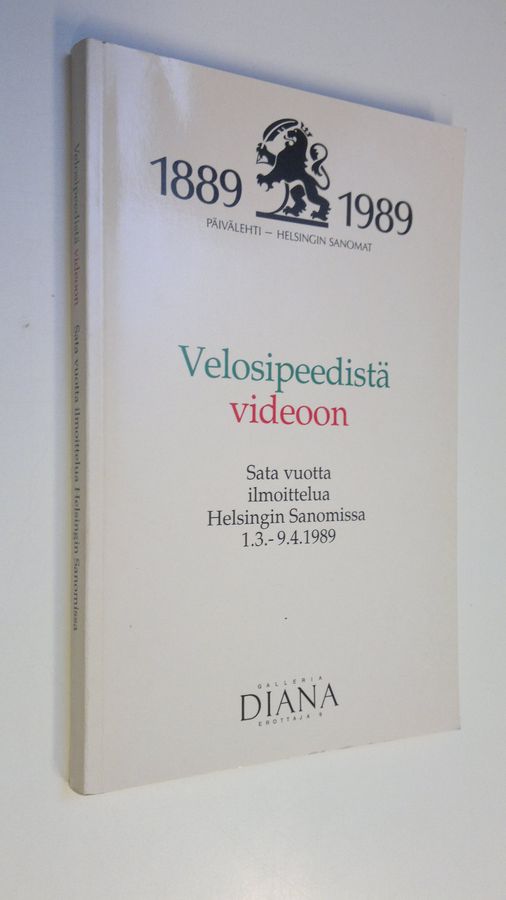 1889
1989
PÄIVÄLEHTI – HELSINGIN SANOMAT
Velosipeedistä
videoon
Sata vuotta
ilmoittelua
Helsingin Sanomissa
1.3.- 9.4.1989
GALLERIA
DIANA
EROTTAJA 9
Velosipeedistä videoon Sata vuotta ilmoittelua Helsingin Sanomissa